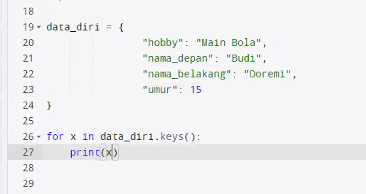 18
19 data_diri = {
20 "hobby": "Main Bola",
21 "nama_depan": "Budi",
22 "nama_belakang": "Doremi",
23 "umur": 15
24 }
25
26 for x in data_diri.keys():
27 print(x)
28
29